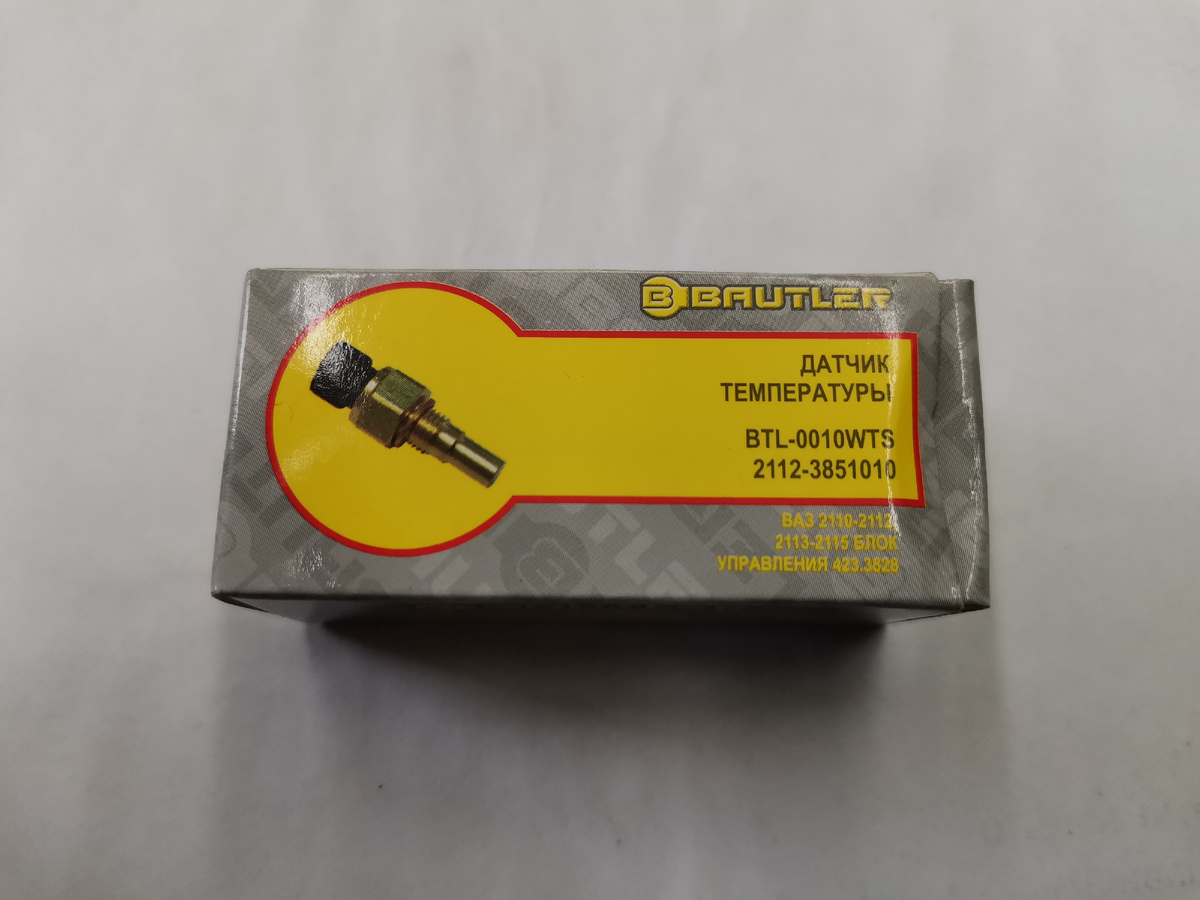 BAUTLER
ДАТЧИК
ТЕМПЕРАТУРЫ
BTL-0010WTS
2112-3851010
ВАЗ 2110-2112,
2113-2115 БЛОК
УПРАВЛЕНИЯ 423.3828